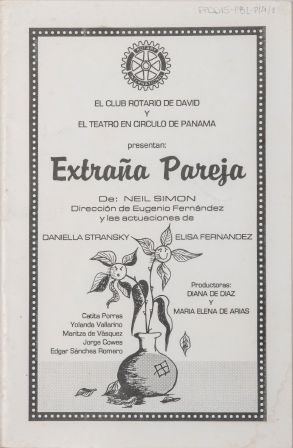 EL CLUB ROTARIO DE DAVID
Y
EL TEATRO EN CIRCULO DE PANAMA
presentan:
Extraña Pareja
De: NEIL SIMON
Dirección de Eugenio Fernández
y las actuaciones de
DANIELLA STRANSKY ELISA FERNANDEZ
Productoras:
DIANA DE DIAZ
Y
MARIA ELENA DE ARIAS
Catita Porras
Yolanda Vallarino
Maritza de Vásquez
Jorge Cowes
Edgar Sánchez Romero